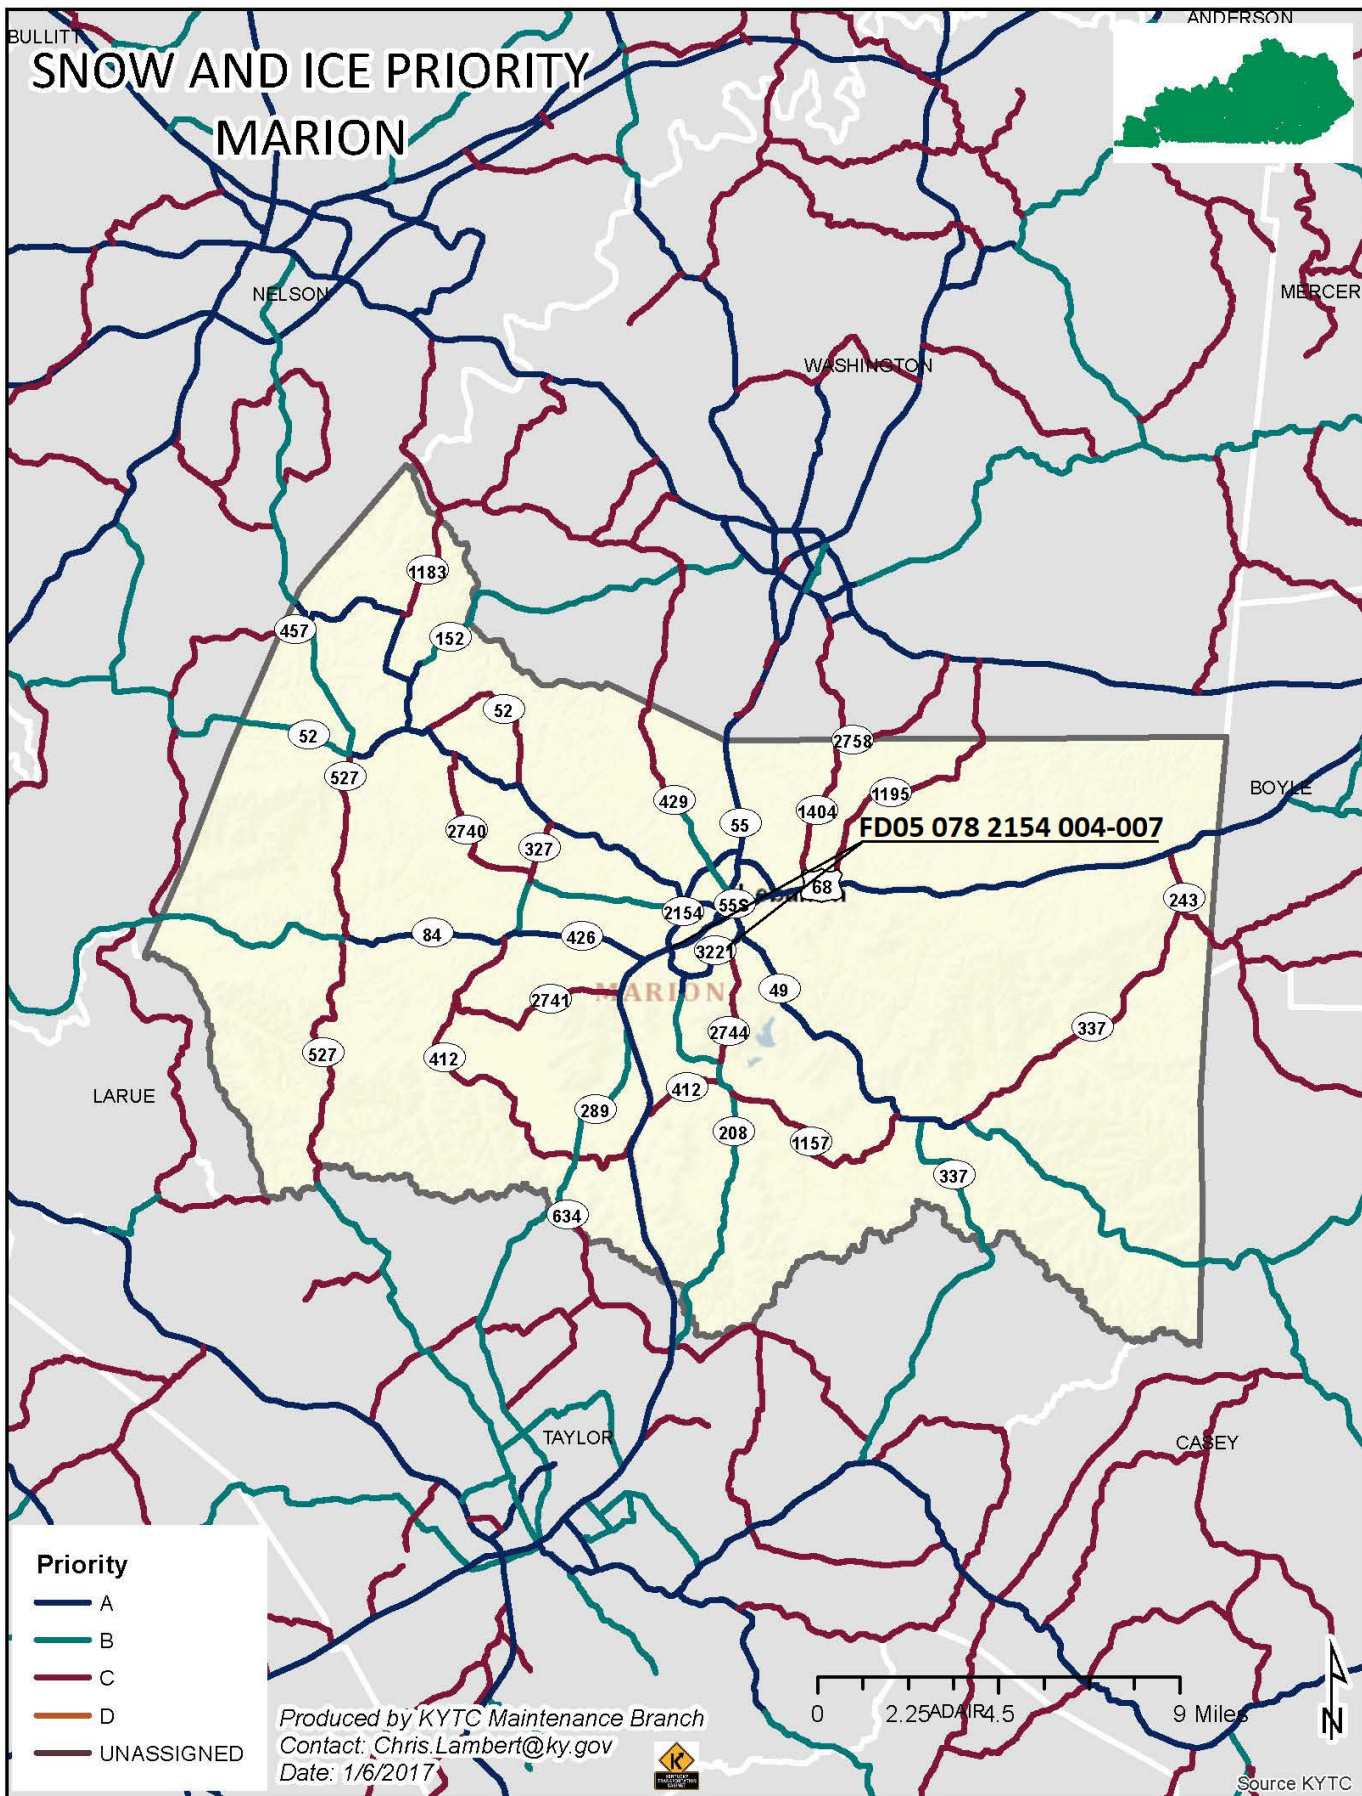 BULLITT
ANDERSON
SNOW AND ICE PRIORITY
MARION
NELSON
MERCER
WASHINGTON
1183
457
152
52
52
2758
527
BOYLE
429
55
1404
1195
2740
327
FD05 078 2154 004-007
68
2154
55S
243
84
426
3221
49
MARION
2741
2744
337
527
412
LARUE
412
289
208
1157
337
634
TAYLOR
CASEY
Priority
A
B
C
D
UNASSIGNED
0 2.25 4.5 9 Miles
ADAIR
N
Produced by KYTC Maintenance Branch
Contact: Chris.Lambert@ky.gov
Date: 1/6/2017
KENTUCKY
TRANSPORTATION
CABINET
Source KYTC